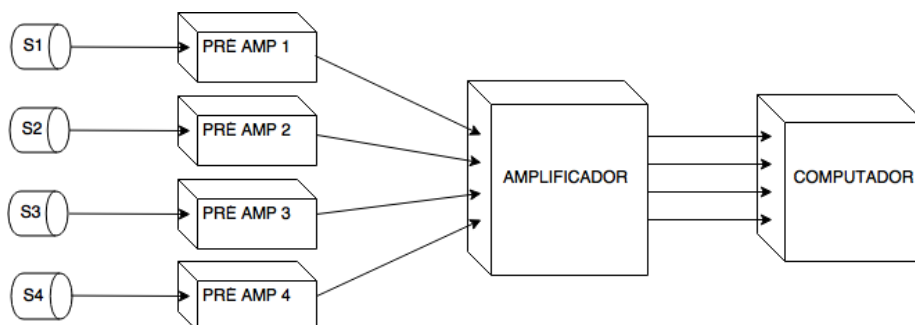 S1
PRÉ AMP 1
S2
PRÉ AMP 2
AMPLIFICADOR
COMPUTADOR
S3
PRÉ AMP 3
S4
PRÉ AMP 4